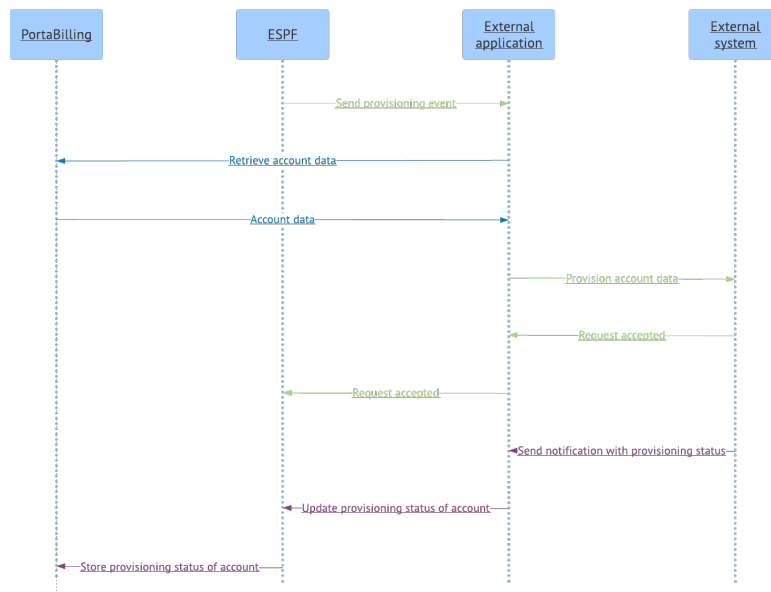 PortaBilling
ESPF
External
application
External
system
Send provisioning event
Retrieve account data
Account data
Provision account data
Request accepted
Request accepted
Send notification with provisioning status
Update provisioning status of account
Store provisioning status of account